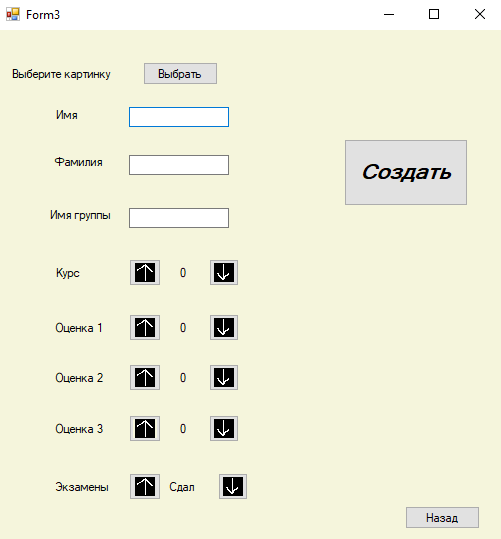 Form3
Выберите картинку Выбрать
Имя
Создать
Фамилия
Имя группы
Курс 0
Оценка 1 0
Оценка 2 0
Оценка 3 0
Экзамены Сдал
Назад